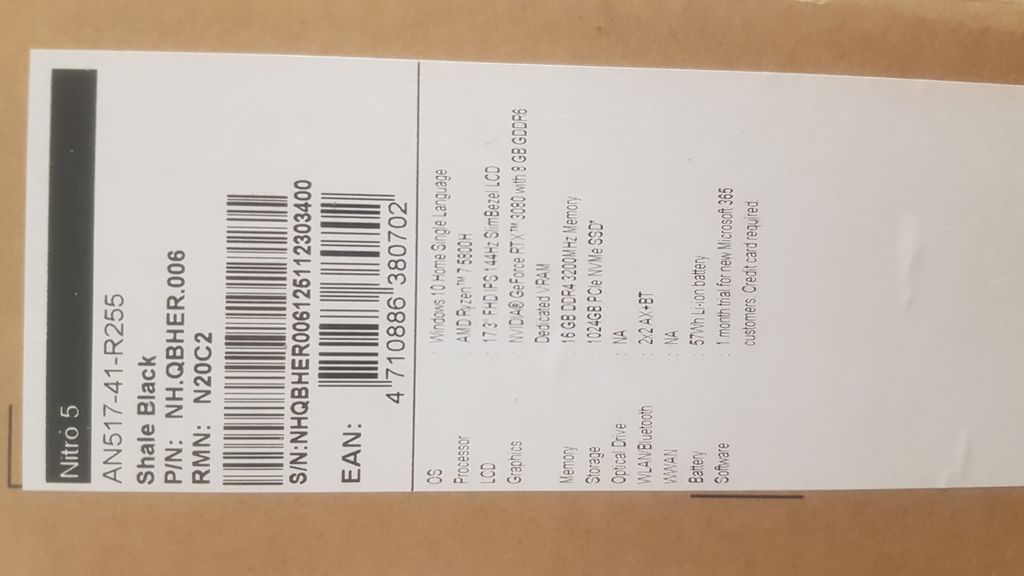 Nitro 5
AN517-41-R255
Shale Black
P/N: NH.QBHER.006
RMN: N20C2
S/N:NHQBHER006125112303400
EAN:
4 710886 380702
OS : Windows 10 Home Single Language
Processor : AMD Ryzen™ 7 5800H
LCD : 17.3" FHD IPS 144Hz SlimBezel LCD
Graphics : NVIDIA® GeForce RTX™ 3080 with 8 GB GDDR6
Dedicated VRAM
Memory : 16 GB DDR4 3200MHz Memory
Storage : 1024GB PCIe NVMe SSD*
Optical Drive : NA
WLAN/Bluetooth : 2x2 AX+BT
WWAN : NA
Battery : 57Wh Li-ion battery
Software : 1 month trial for new Microsoft 365
customers. Credit card required.